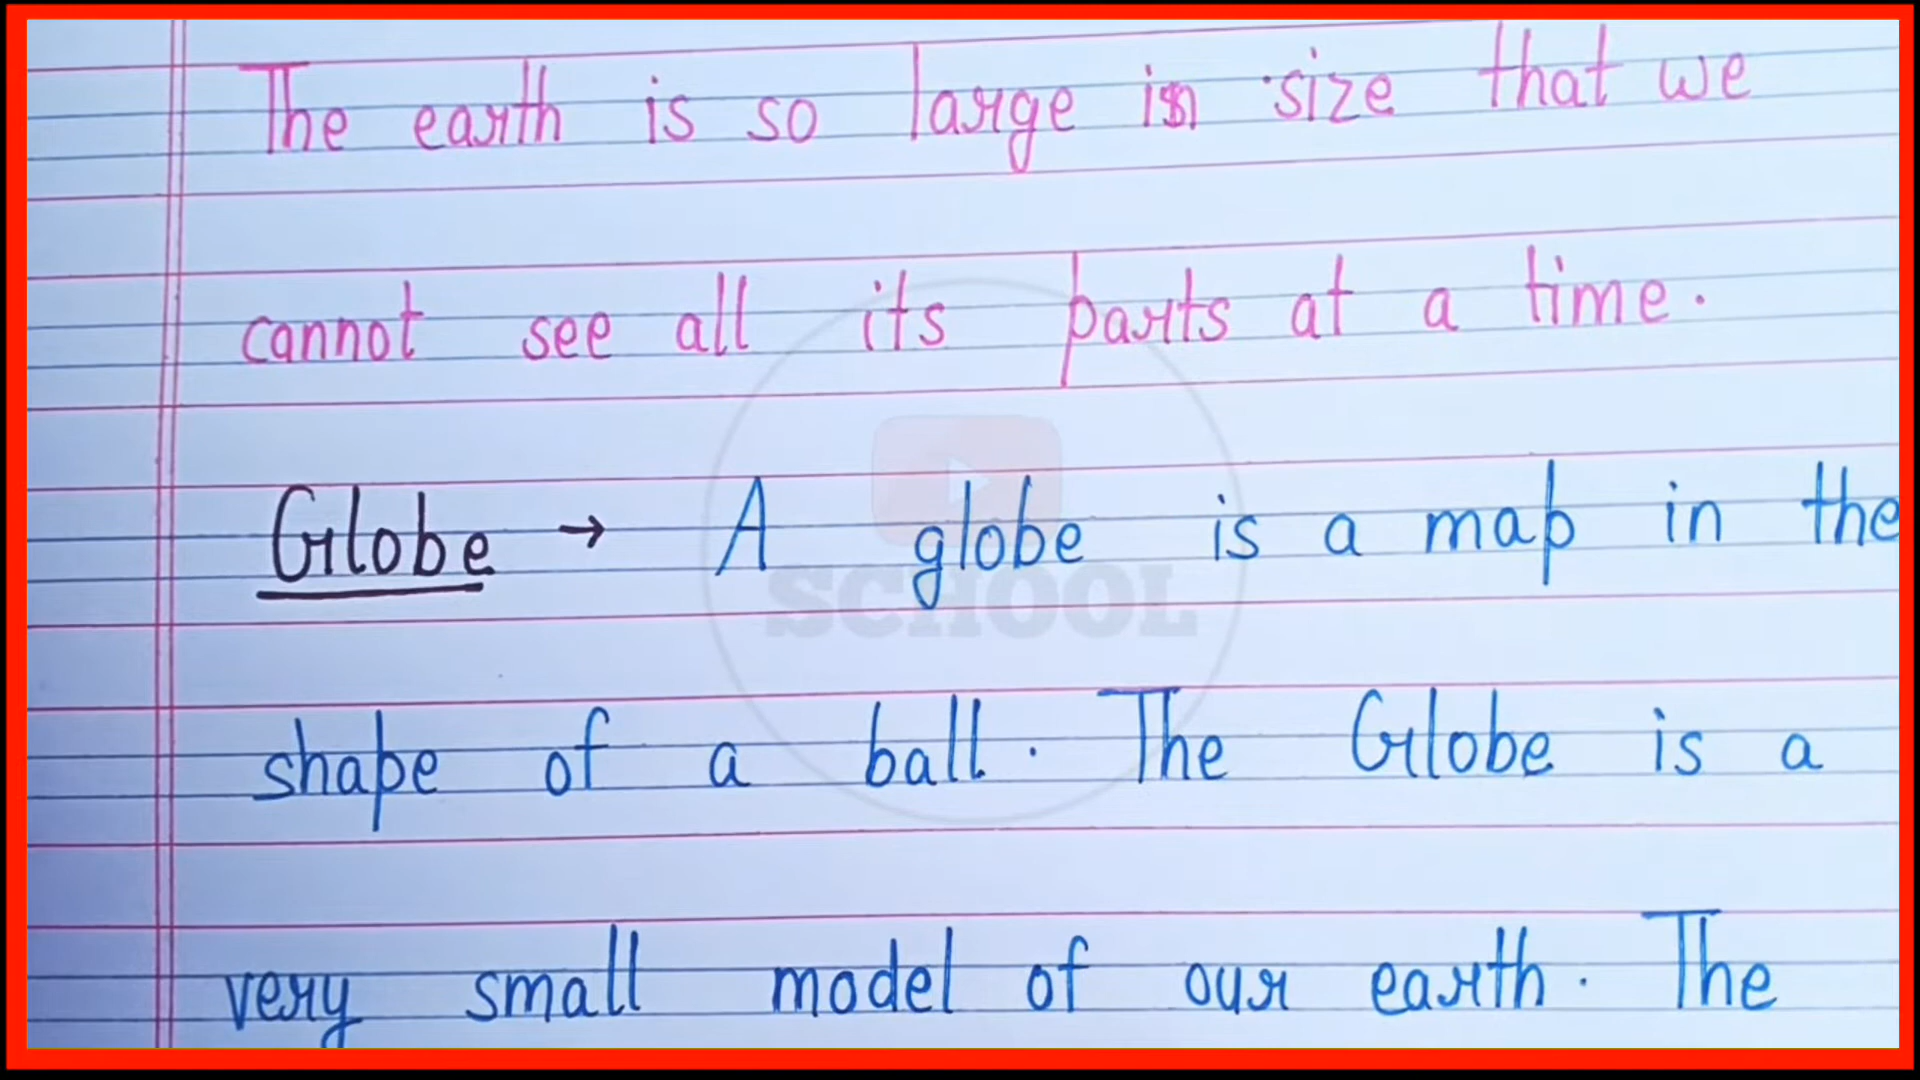 The earth is so large in size that we
cannot see all its parts at a time.
Globe → A globe is a map in the
SCHOOL
shape of a ball. The Globe is a
very small model of our earth. The